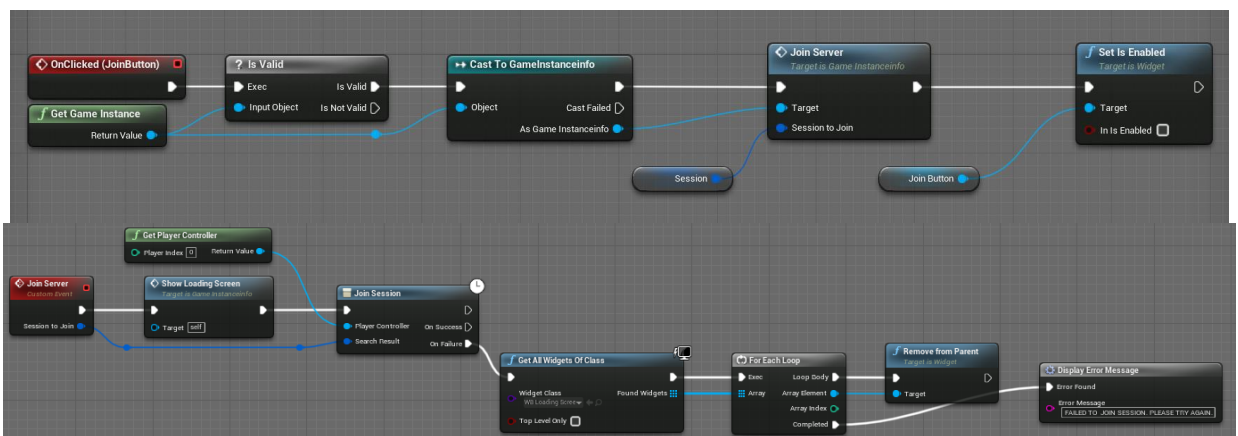 OnClicked (JoinButton)
Get Game Instance
Return Value
? Is Valid
Exec
Is Valid
Input Object
Is Not Valid
Cast To GameInstanceinfo
Object
Cast Failed
As Game Instanceinfo
Join Server
Target is Game Instanceinfo
Target
Session to Join
Session
Set Is Enabled
Target is Widget
Target
In Is Enabled
Join Button
Get Player Controller
Player Index 0
Return Value
Join Server
Custom Event
Session to Join
Show Loading Screen
Target is Game Instanceinfo
Target self
Join Session
Player Controller
On Success
Search Result
On Failure
Get All Widgets Of Class
Widget Class
Found Widgets
WB Loading Screen
Top Level Only
For Each Loop
Exec
Loop Body
Array
Array Element
Array Index
Completed
Remove from Parent
Target is Widget
Target
Display Error Message
Error Found
Error Message
FAILED TO JOIN SESSION. PLEASE TRY AGAIN.